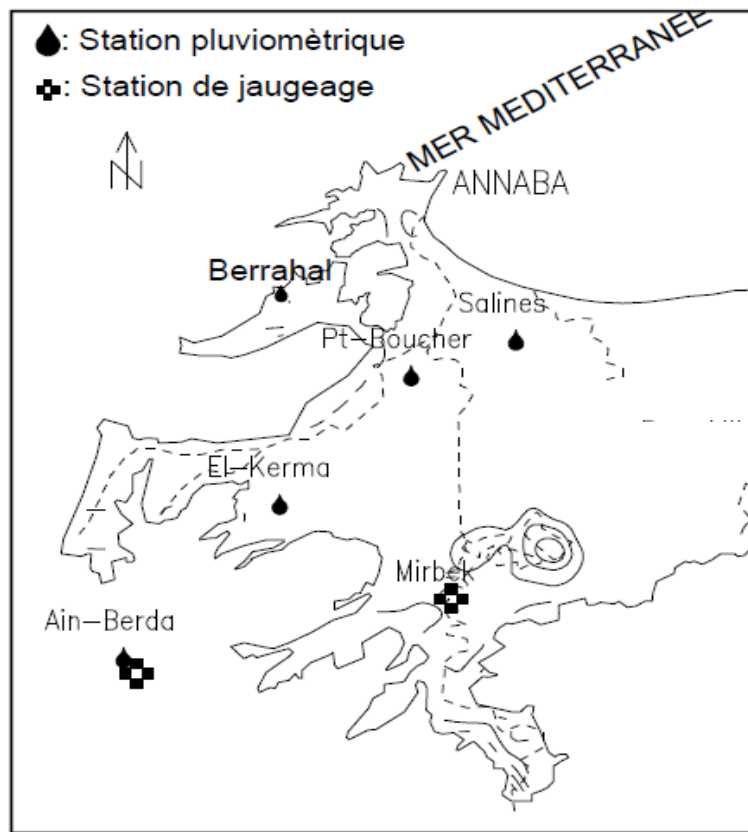 : Station pluviomètrique
: Station de jaugeage
MER MEDITERRANEE
N
ANNABA
Berrahal
Salines
Pt-Boucher
El-Kerma
Mirbek
Ain-Berda